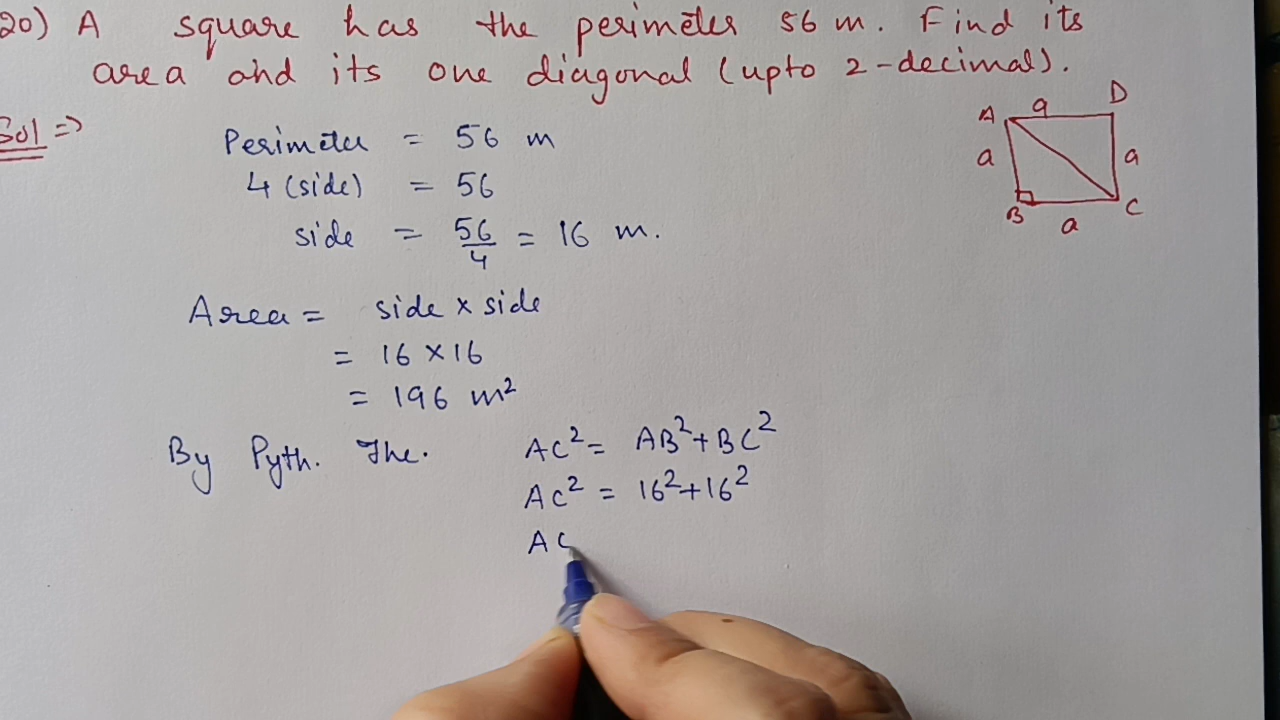 20) A square has the perimeter 56 m. Find its
area and its one diagonal (upto 2-decimal).
Sol =>
Perimeter = 56 m
4 (side) = 56
side = 56/4 = 16 m.
Area = side × side
= 16 × 16
= 196 m²
By Pyth. The. AC² = AB² + BC²
AC² = 16² + 16²
AC
A a D
a a
B a C